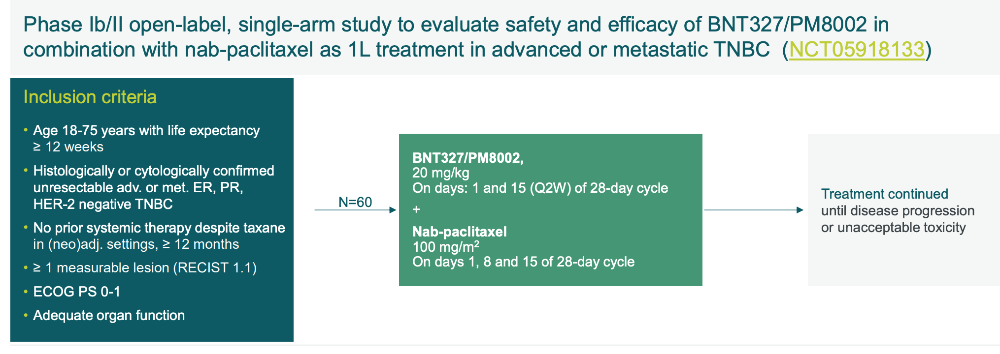 Phase Ib/II open-label, single-arm study to evaluate safety and efficacy of BNT327/PM8002 in
combination with nab-paclitaxel as 1L treatment in advanced or metastatic TNBC (NCT05918133)
Inclusion criteria
• Age 18-75 years with life expectancy
≥ 12 weeks
• Histologically or cytologically confirmed
unresectable adv. or met. ER, PR,
HER-2 negative TNBC
• No prior systemic therapy despite taxane
in (neo)adj. settings, ≥ 12 months
• ≥ 1 measurable lesion (RECIST 1.1)
• ECOG PS 0-1
• Adequate organ function
N=60
BNT327/PM8002,
20 mg/kg
On days: 1 and 15 (Q2W) of 28-day cycle
+
Nab-paclitaxel
100 mg/m²
On days 1, 8 and 15 of 28-day cycle
Treatment continued
until disease progression
or unacceptable toxicity